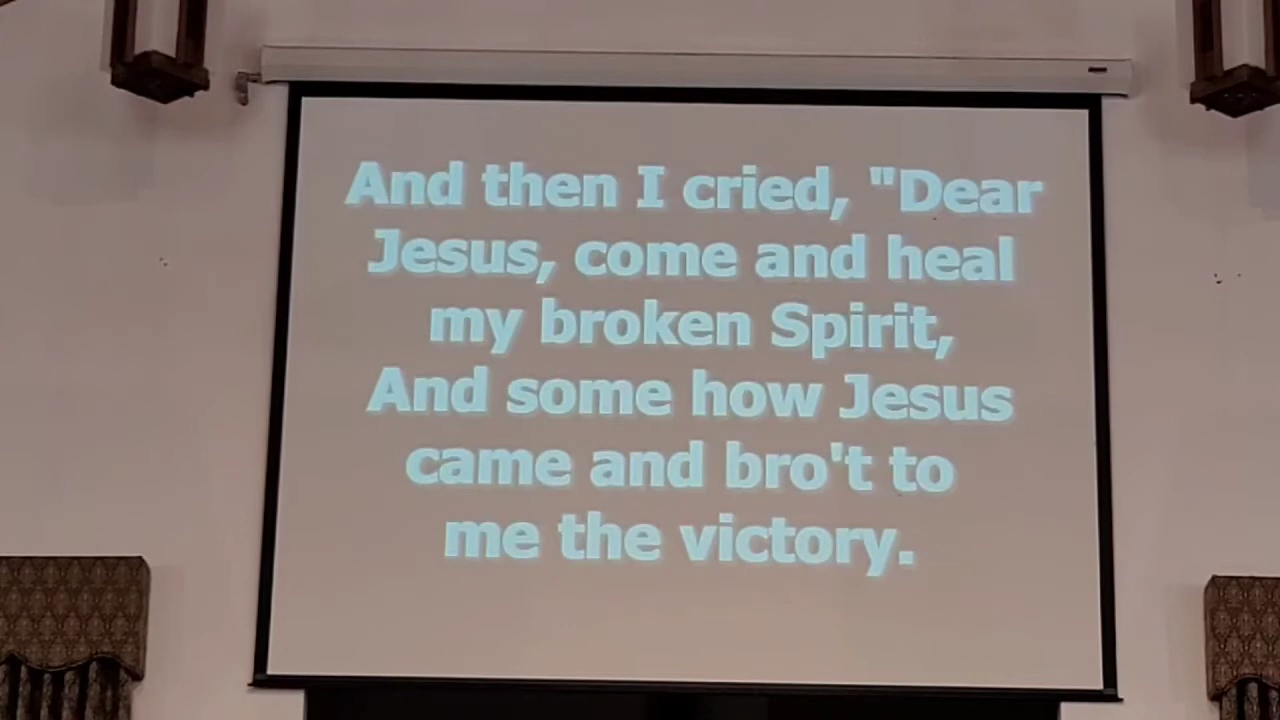 And then I cried, "Dear
Jesus, come and heal
my broken Spirit,
And some how Jesus
came and bro't to
me the victory.